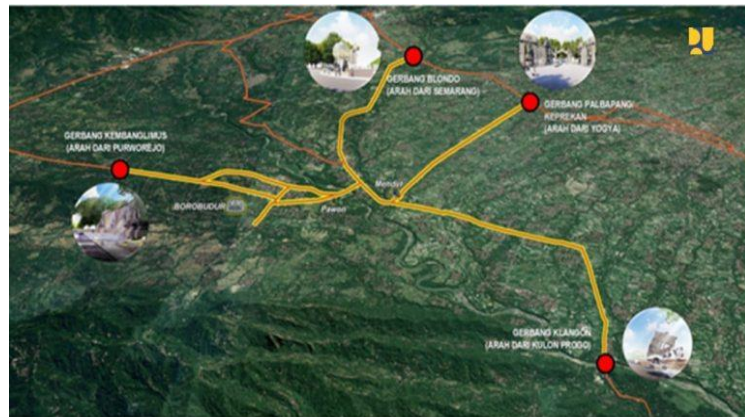 GERBANG BLONDO
(ARAH DARI SEMARANG)
GERBANG PALBAPANG/
KEPREKAN
(ARAH DARI YOGYA)
GERBANG KEMBANGLIMUS
(ARAH DARI PURWOREJO)
Mendut
BOROBUDUR
Pawon
GERBANG KLANGON
(ARAH DARI KULON PROGO)